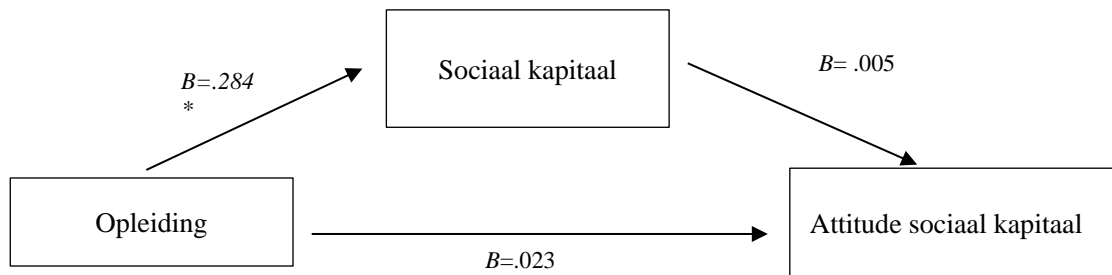 Sociaal kapitaal
B=.284
*
B= .005
Opleiding
Attitude sociaal kapitaal
B=.023